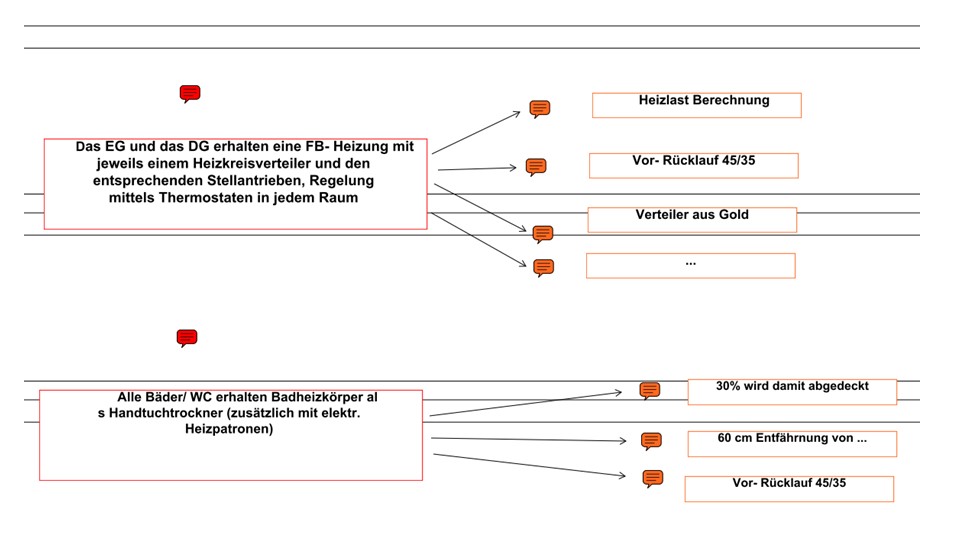 Heizlast Berechnung
Das EG und das DG erhalten eine FB- Heizung mit
jeweils einem Heizkreisverteiler und den
entsprechenden Stellantrieben, Regelung
mittels Thermostaten in jedem Raum
Vor- Rücklauf 45/35
Verteiler aus Gold
...
Alle Bäder/ WC erhalten Badheizkörper al
s Handtuchtrockner (zusätzlich mit elektr.
Heizpatronen)
30% wird damit abgedeckt
60 cm Entfährnung von ...
Vor- Rücklauf 45/35